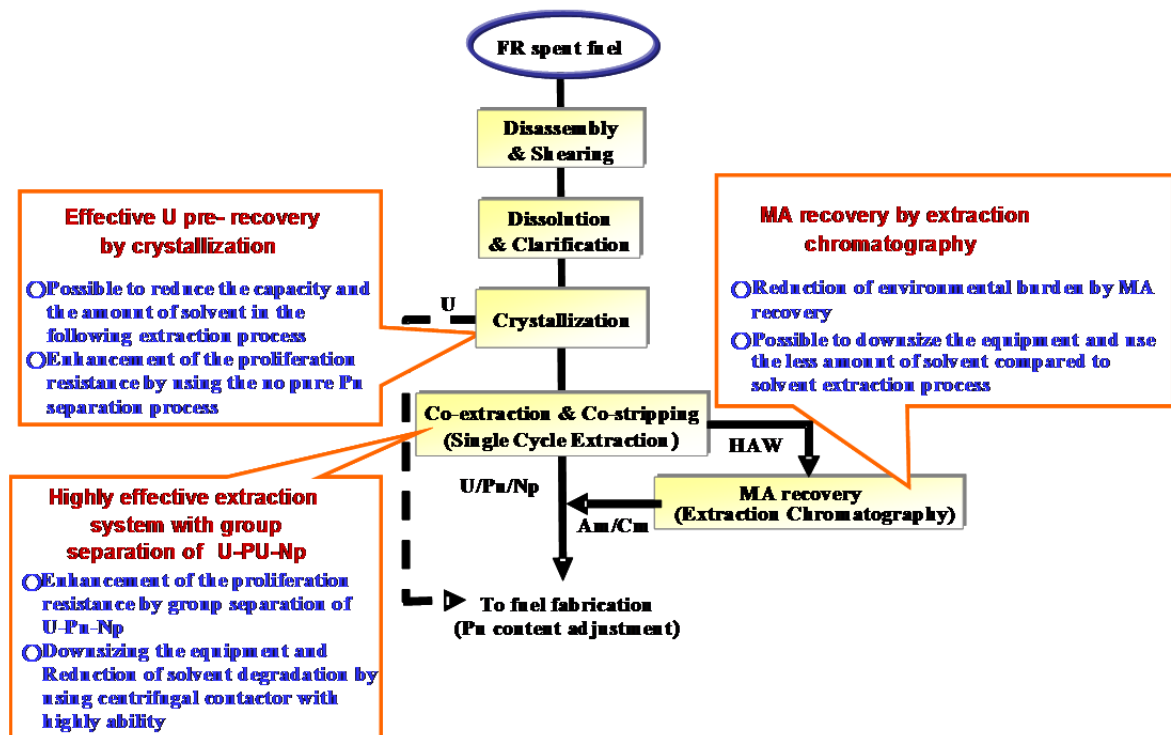 FR spent fuel
Disassembly
& Shearing
Dissolution
& Clarification
U
Crystallization
Co-extraction & Co-stripping
(Single Cycle Extraction)
HAW
U/Pu/Np
MA recovery
(Extraction Chromatography)
Am/Cm
To fuel fabrication
(Pu content adjustment)
Effective U pre- recovery
by crystallization
○Possible to reduce the capacity and
the amount of solvent in the
following extraction process
○Enhancement of the proliferation
resistance by using the no pure Pu
separation process
MA recovery by extraction
chromatography
○Reduction of environmental burden by MA
recovery
○Possible to downsize the equipment and use
the less amount of solvent compared to
solvent extraction process
Highly effective extraction
system with group
separation of U-PU-Np
○Enhancement of the proliferation
resistance by group separation of
U-Pu-Np
○Downsizing the equipment and
Reduction of solvent degradation by
using centrifugal contactor with
highly ability